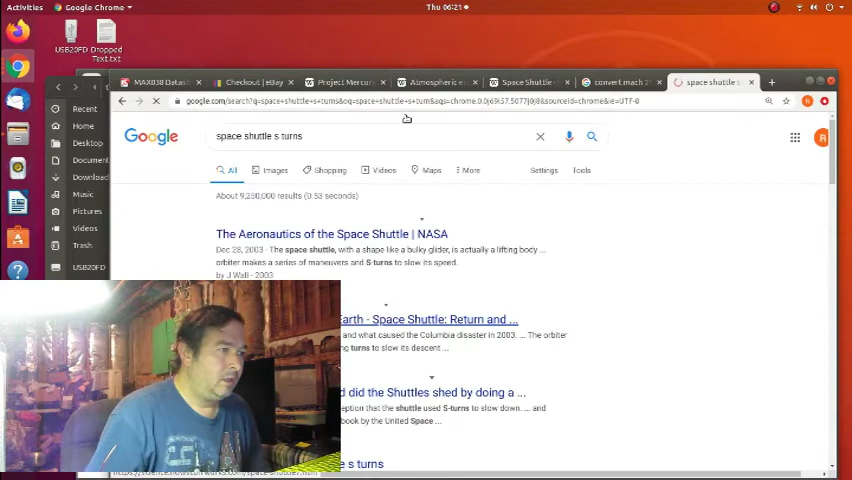 Activities
Google Chrome
Thu 06:21
USB20FD
Dropped
Text.txt
MAX038 Datash
Checkout | eBay
Project Mercur
Atmospheric e
Space Shuttle -
convert mach 2
space shuttle s
google.com/search?q=space+shuttle+s+turns&oq=space+shuttle+s+turn&aqs=chrome.0.0j69i57.5077j0j8&sourceid=chrome&ie=UTF-8
Recent
Home
Desktop
Document
Download
Music
Pictures
Videos
Trash
USB20FD
Google
space shuttle s turns
All
Images
Shopping
Videos
Maps
More
Settings
Tools
About 9,250,000 results (0.53 seconds)
The Aeronautics of the Space Shuttle | NASA
Dec 28, 2003 - The space shuttle, with a shape like a bulky glider, is actually a lifting body ...
orbiter makes a series of maneuvers and S-turns to slow its speed.
by J Wall - 2003
Earth - Space Shuttle: Return and ...
and what caused the Columbia disaster in 2003. ... The orbiter
ng turns to slow its descent ...
d did the Shuttles shed by doing a ...
eption that the shuttle used S-turns to slow down. ... and
book by the United Space ...
e s turns